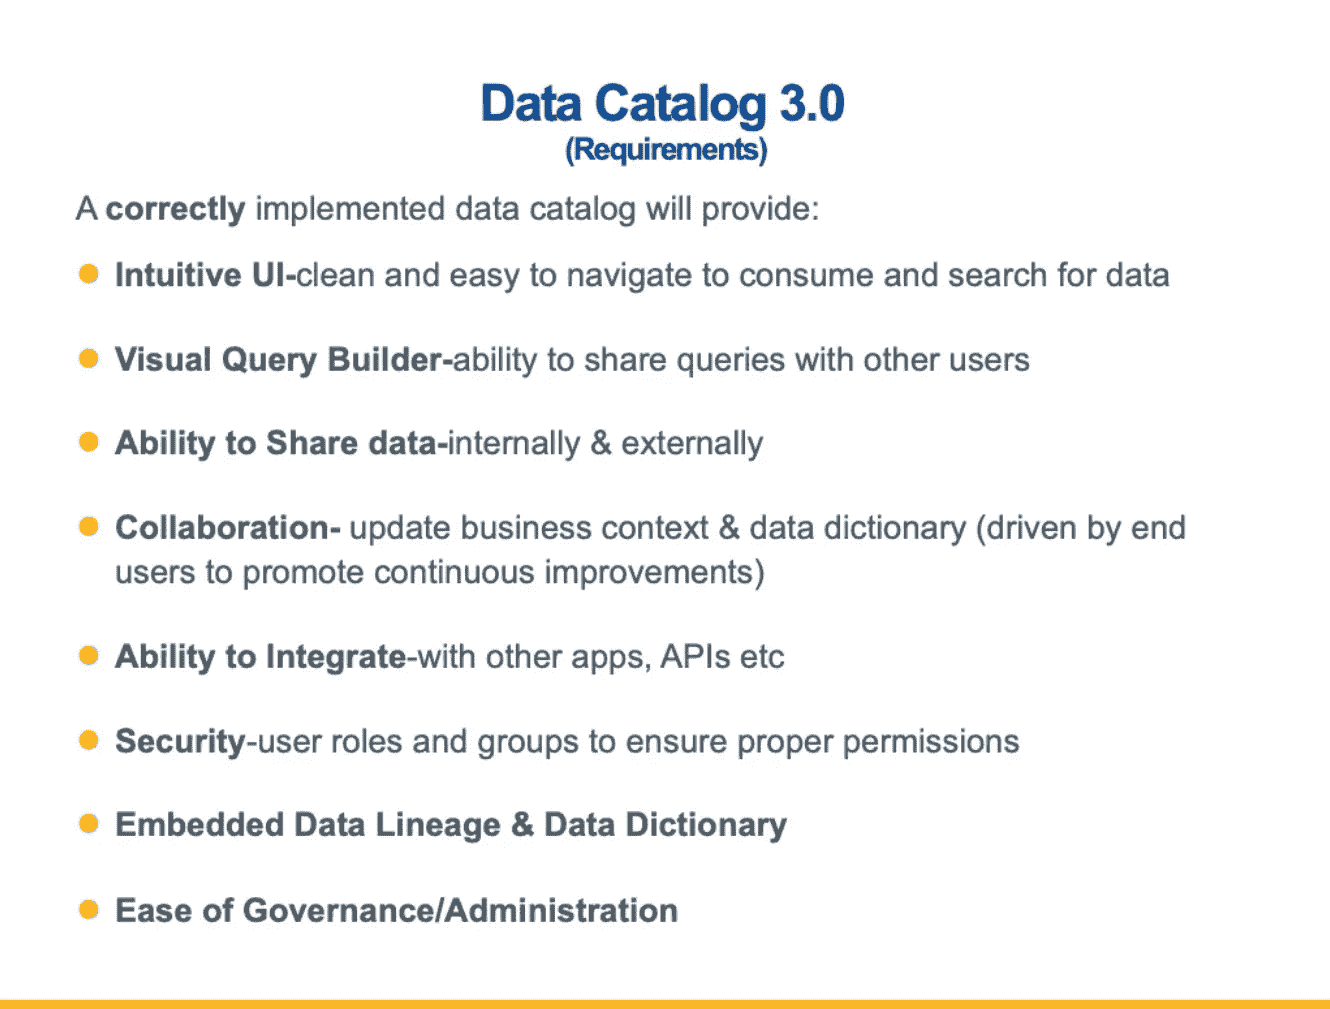 Data Catalog 3.0
(Requirements)
A correctly implemented data catalog will provide:
Intuitive UI-clean and easy to navigate to consume and search for data
Visual Query Builder-ability to share queries with other users
Ability to Share data-internally & externally
Collaboration- update business context & data dictionary (driven by end
users to promote continuous improvements)
Ability to Integrate-with other apps, APIs etc
Security-user roles and groups to ensure proper permissions
Embedded Data Lineage & Data Dictionary
Ease of Governance/Administration